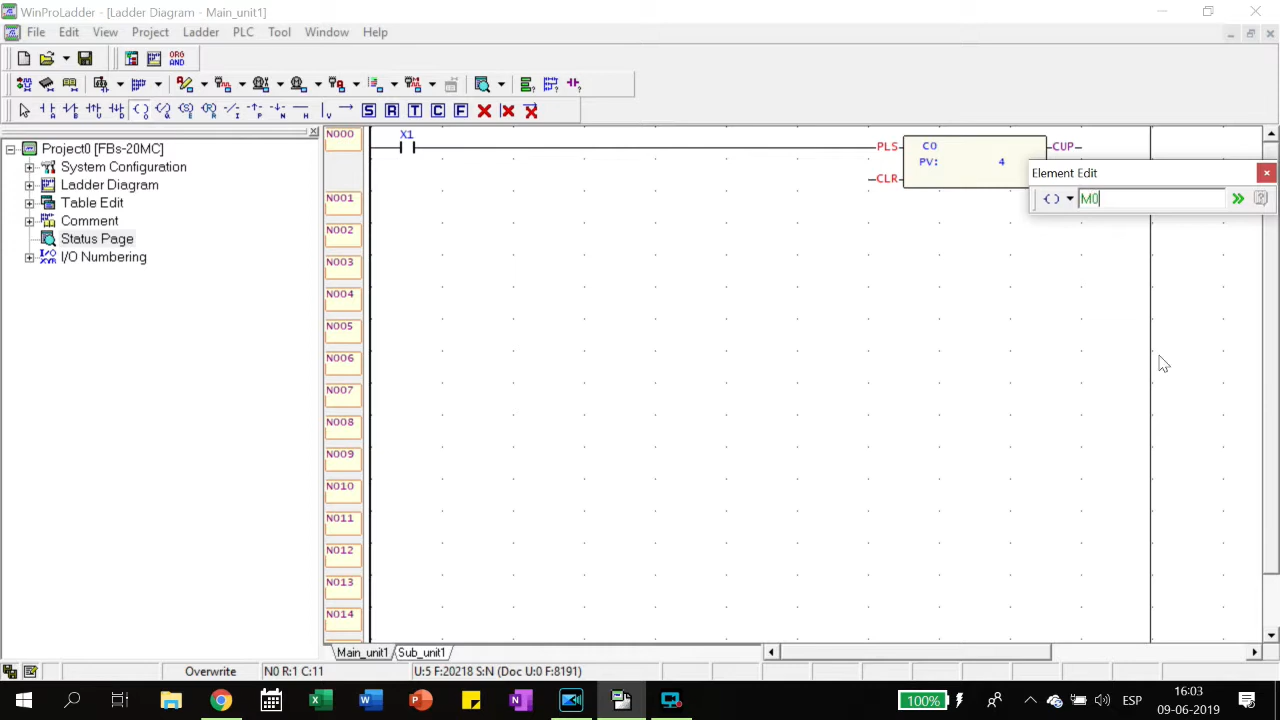 WinProLadder - [Ladder Diagram - Main_unit1]
File Edit View Project Ladder PLC Tool Window Help
ORG
AND
A B U D O Q S R I P N H V S R T C F
Project0 [FBs-20MC]
System Configuration
Ladder Diagram
Table Edit
Comment
Status Page
I/O Numbering
N000
X1
PLS
C0
CUP
PV: 4
CLR
Element Edit
M0
N001
N002
N003
N004
N005
N006
N007
N008
N009
N010
N011
N012
N013
N014
Main_unit1 Sub_unit1
Overwrite N0 R:1 C:11 U:5 F:20218 S:N (Doc U:0 F:8191)
100% ESP 16:03
09-06-2019